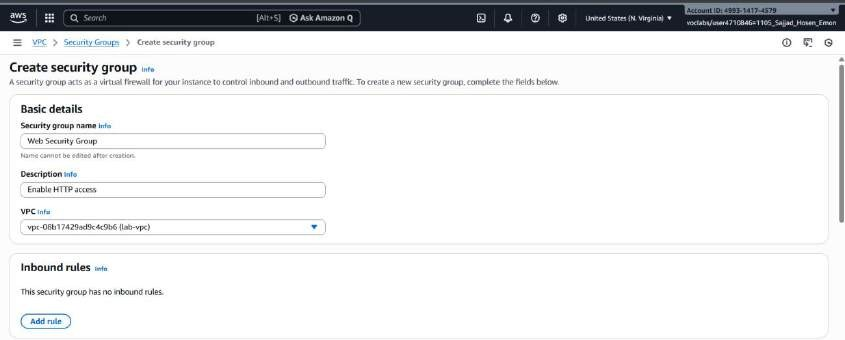 aws Search [Alt+S] Ask Amazon Q United States (N. Virginia) ▼ Account ID: 4993-1417-4579
voclabs/user4710846=1105_Sajjad_Hosen_Emon
VPC > Security Groups > Create security group
Create security group Info
A security group acts as a virtual firewall for your instance to control inbound and outbound traffic. To create a new security group, complete the fields below.
Basic details
Security group name Info
Web Security Group
Name cannot be edited after creation.
Description Info
Enable HTTP access
VPC Info
vpc-08b17429ad9c4c9b6 (lab-vpc)
Inbound rules Info
This security group has no inbound rules.
Add rule